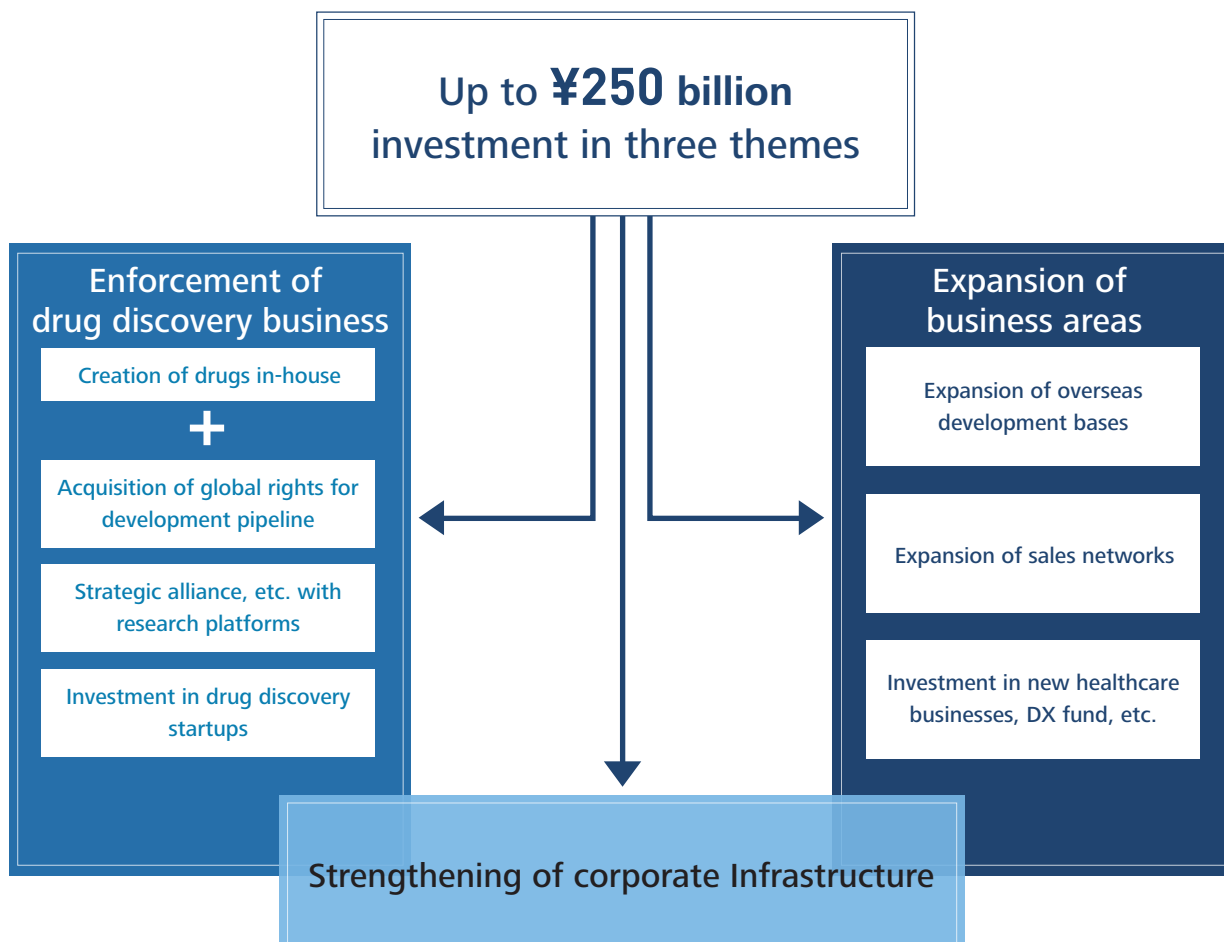 Up to ¥250 billion
investment in three themes
Enforcement of
drug discovery business
Creation of drugs in-house
+
Acquisition of global rights for
development pipeline
Strategic alliance, etc. with
research platforms
Investment in drug discovery
startups
Expansion of
business areas
Expansion of overseas
development bases
Expansion of sales networks
Investment in new healthcare
businesses, DX fund, etc.
Strengthening of corporate Infrastructure